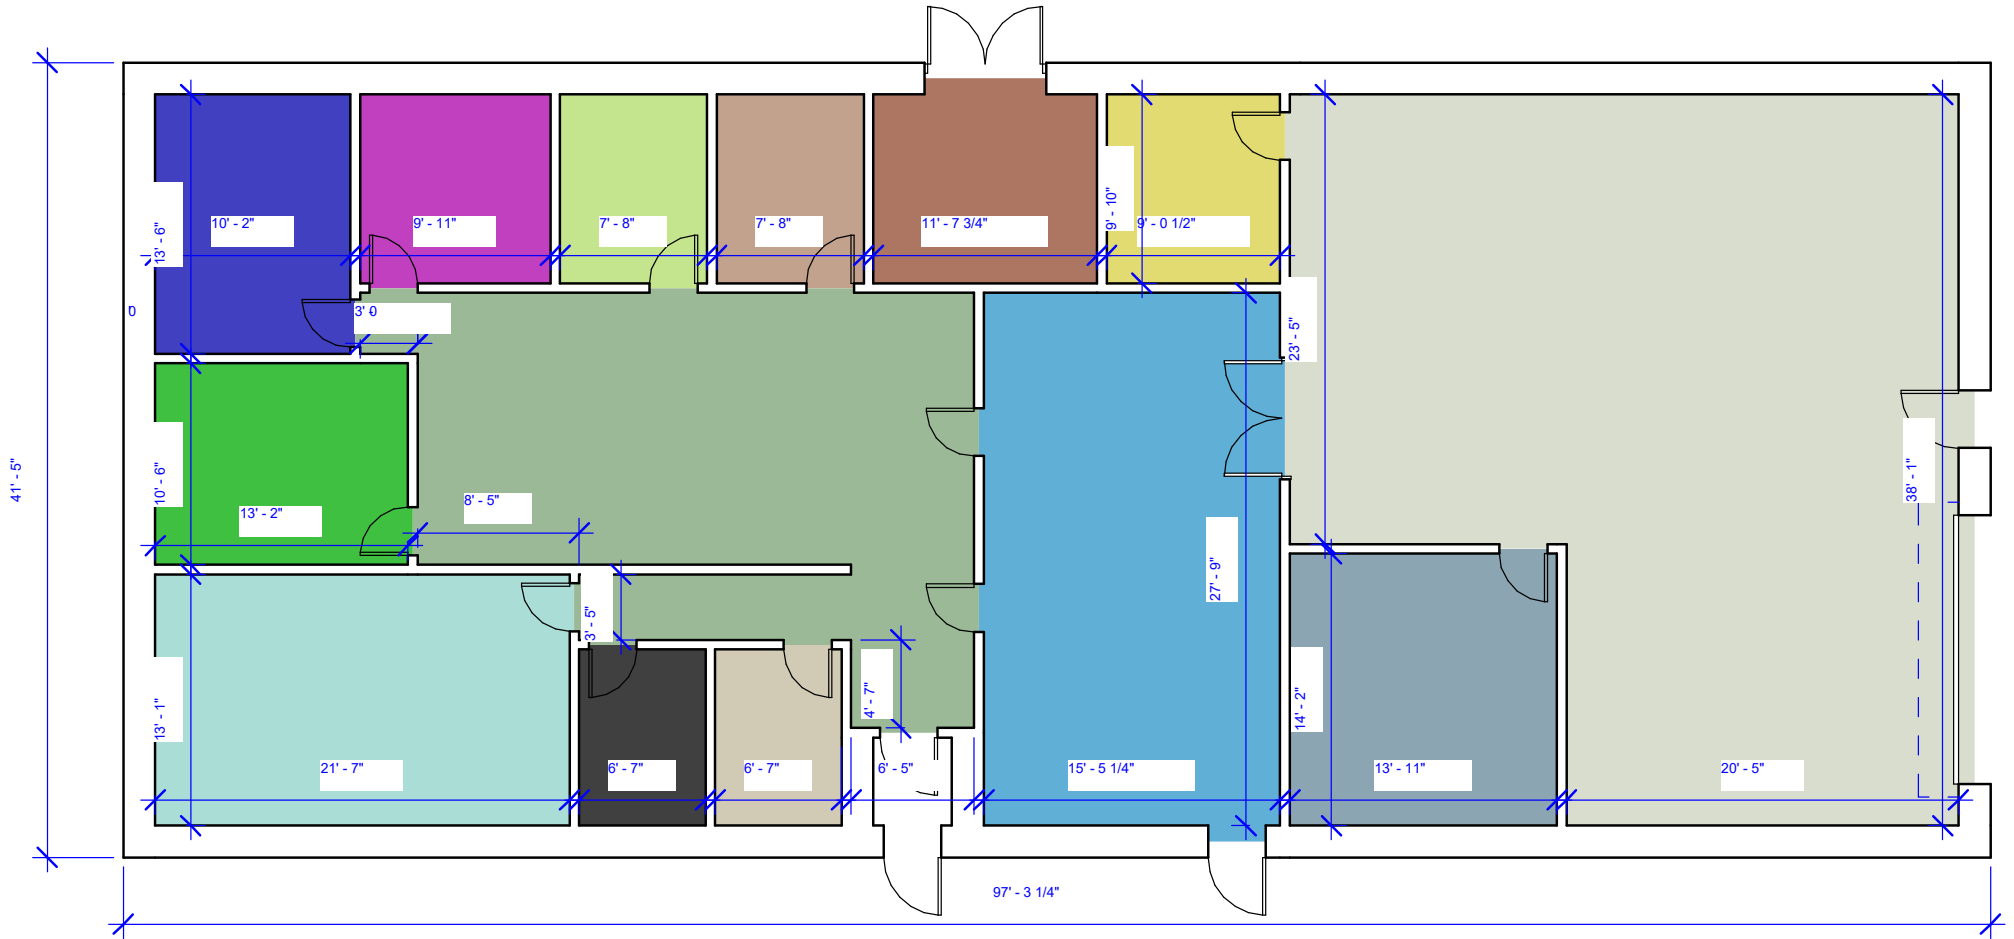 10' - 2"
9' - 11"
7' - 8"
7' - 8"
11' - 7 3/4"
9' - 10"
9' - 0 1/2"
13' - 6"
0
3' 0
23' - 5"
41' - 5"
10' - 6"
13' - 2"
8' - 5"
38' - 1"
27' - 9"
3' - 5"
13' - 1"
4' - 7"
14' - 2"
21' - 7"
6' - 7"
6' - 7"
6' - 5"
15' - 5 1/4"
13' - 11"
20' - 5"
97' - 3 1/4"